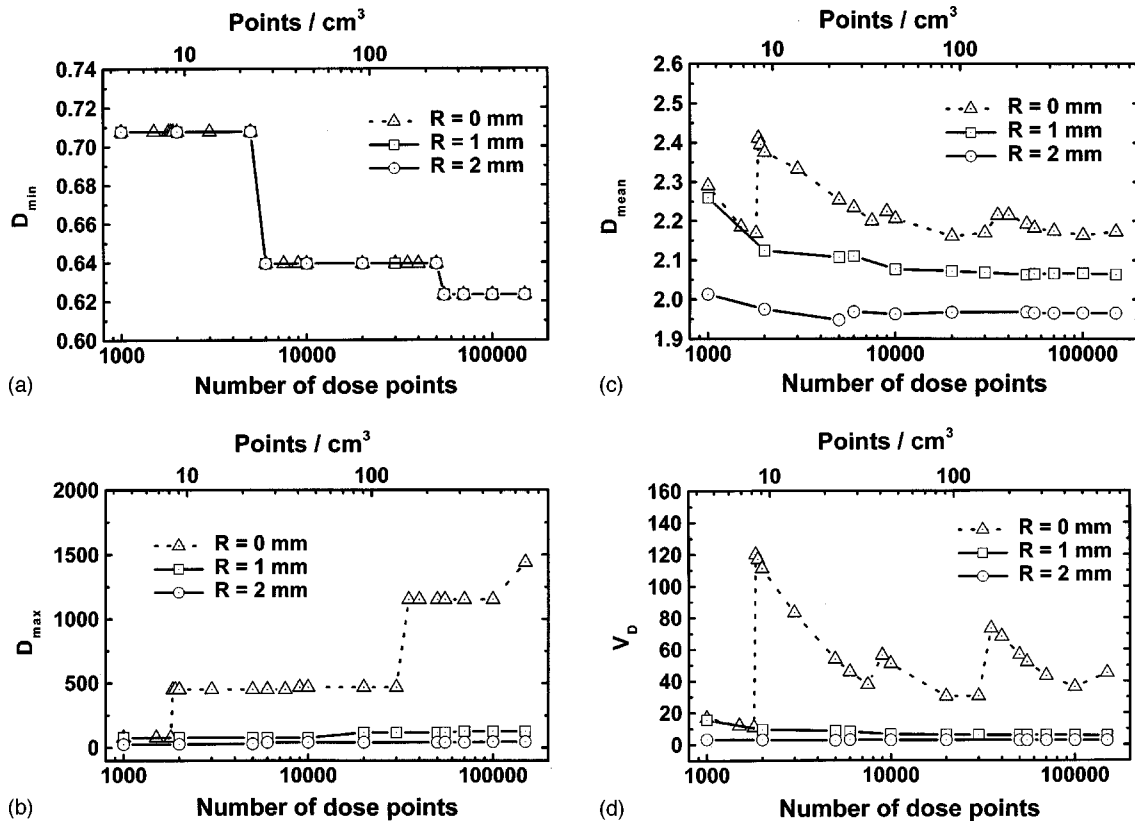 Points / cm³
10 100
0.74
0.72
0.70
0.68
0.66
0.64
0.62
0.60
D min
R = 0 mm
R = 1 mm
R = 2 mm
1000 10000 100000
Number of dose points
(a)
Points / cm³
10 100
2.6
2.5
2.4
2.3
2.2
2.1
2.0
1.9
D mean
R = 0 mm
R = 1 mm
R = 2 mm
1000 10000 100000
Number of dose points
(c)
Points / cm³
10 100
2000
1500
1000
500
0
D max
R = 0 mm
R = 1 mm
R = 2 mm
1000 10000 100000
Number of dose points
(b)
Points / cm³
10 100
160
140
120
100
80
60
40
20
0
V D
R = 0 mm
R = 1 mm
R = 2 mm
1000 10000 100000
Number of dose points
(d)